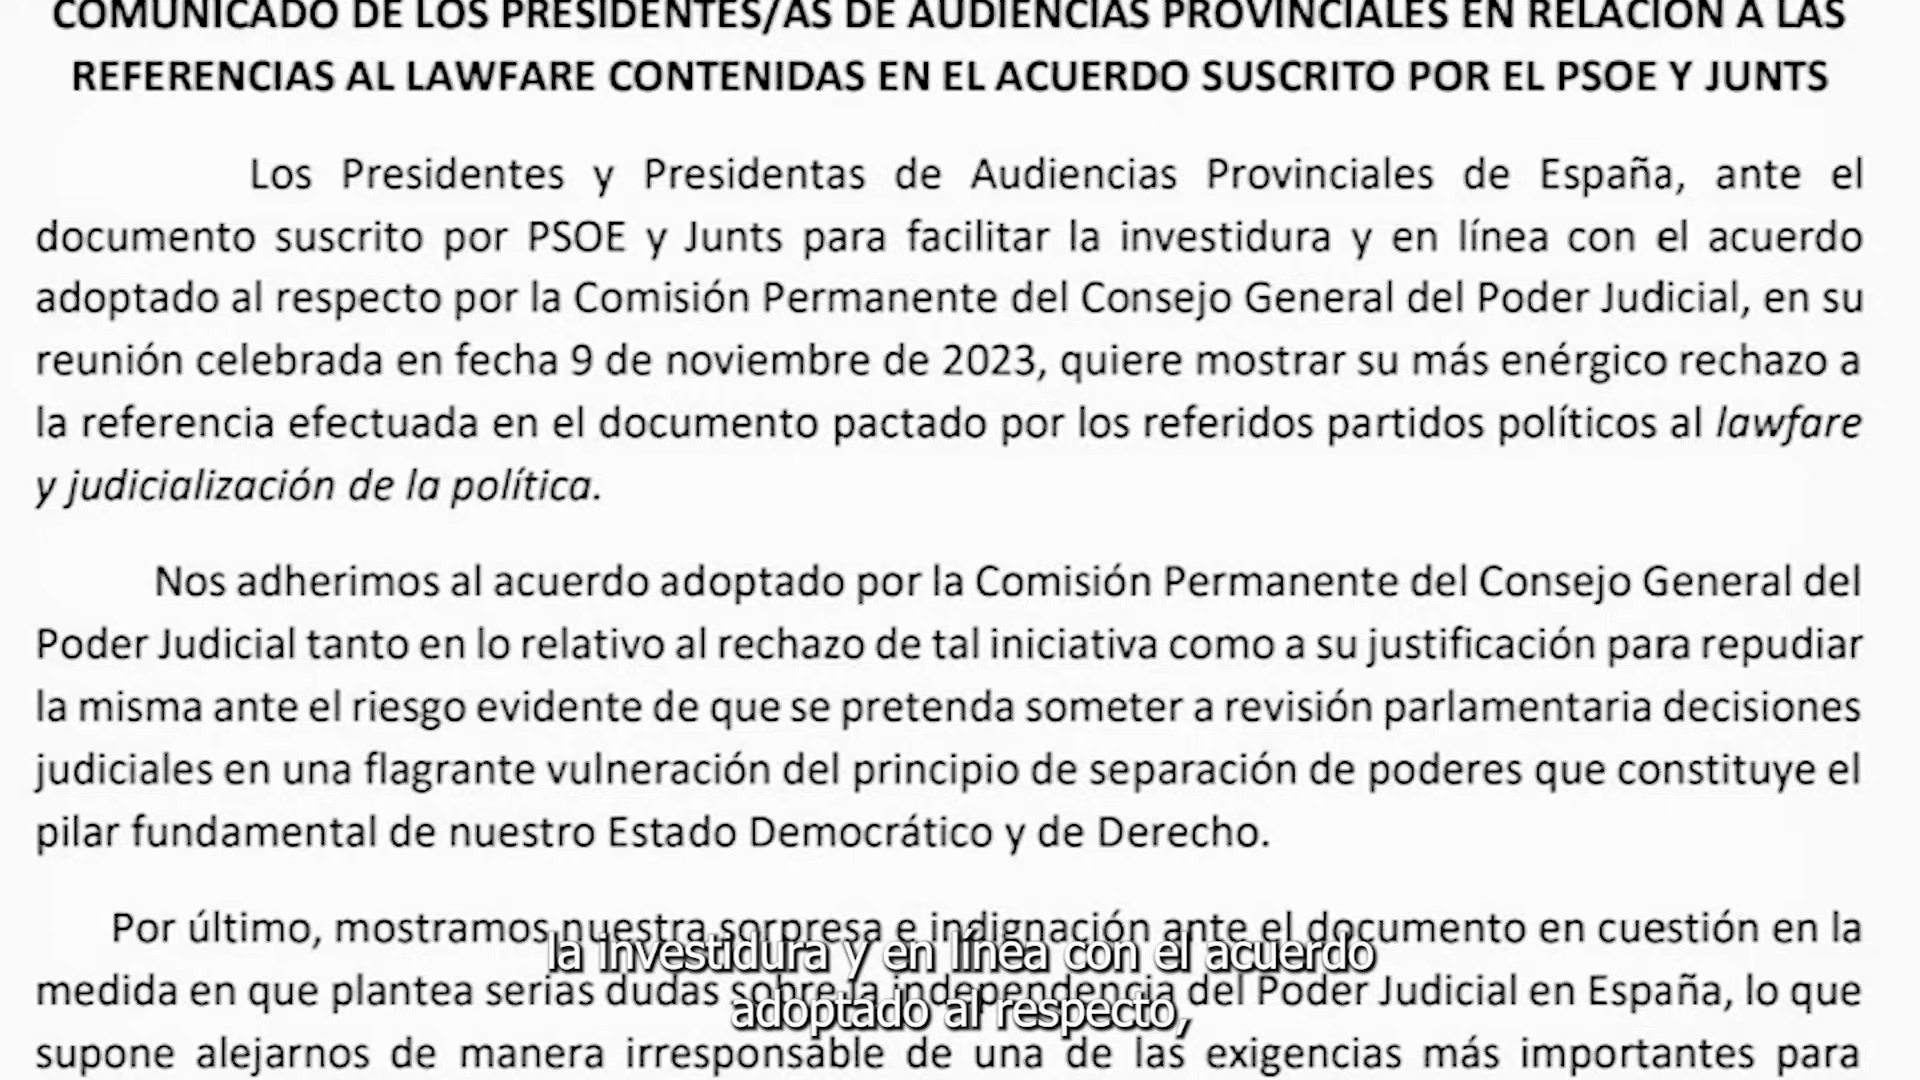 COMUNICADO DE LOS PRESIDENTES/AS DE AUDIENCIAS PROVINCIALES EN RELACIÓN A LAS
REFERENCIAS AL LAWFARE CONTENIDAS EN EL ACUERDO SUSCRITO POR EL PSOE Y JUNTS
Los Presidentes y Presidentas de Audiencias Provinciales de España, ante el
documento suscrito por PSOE y Junts para facilitar la investidura y en línea con el acuerdo
adoptado al respecto por la Comisión Permanente del Consejo General del Poder Judicial, en su
reunión celebrada en fecha 9 de noviembre de 2023, quiere mostrar su más enérgico rechazo a
la referencia efectuada en el documento pactado por los referidos partidos políticos al lawfare
y judicialización de la política.
Nos adherimos al acuerdo adoptado por la Comisión Permanente del Consejo General del
Poder Judicial tanto en lo relativo al rechazo de tal iniciativa como a su justificación para repudiar
la misma ante el riesgo evidente de que se pretenda someter a revisión parlamentaria decisiones
judiciales en una flagrante vulneración del principio de separación de poderes que constituye el
pilar fundamental de nuestro Estado Democrático y de Derecho.
Por último, mostramos nuestra sorpresa e indignación ante el documento en cuestión en la
medida en que plantea serias dudas sobre la independencia del Poder Judicial en España, lo que
supone alejarnos de manera irresponsable de una de las exigencias más importantes para
la investidura y en línea con el acuerdo
adoptado al respecto,